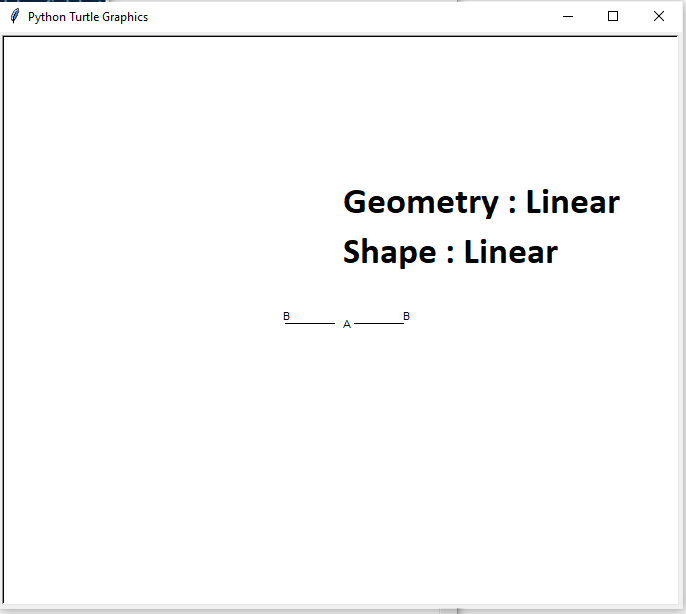 Python Turtle Graphics
Geometry : Linear
Shape : Linear
B B
A